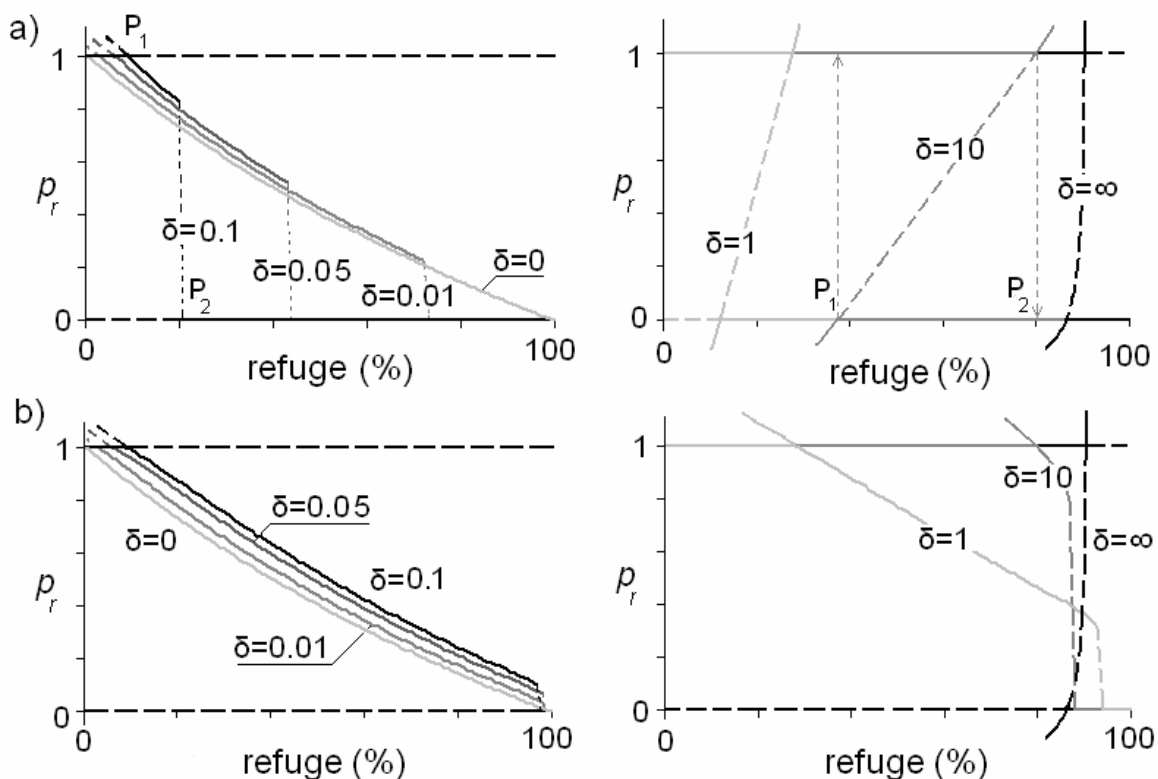 a)
P1
1
pr
δ=0.1
δ=0.05
δ=0.01
δ=0
P2
0
0
100
refuge (%)
1
pr
δ=1
δ=10
δ=∞
P1
P2
0
0
100
refuge (%)
b)
1
pr
δ=0
δ=0.05
δ=0.1
δ=0.01
0
0
100
refuge (%)
1
pr
δ=10
δ=1
δ=∞
0
0
100
refuge (%)